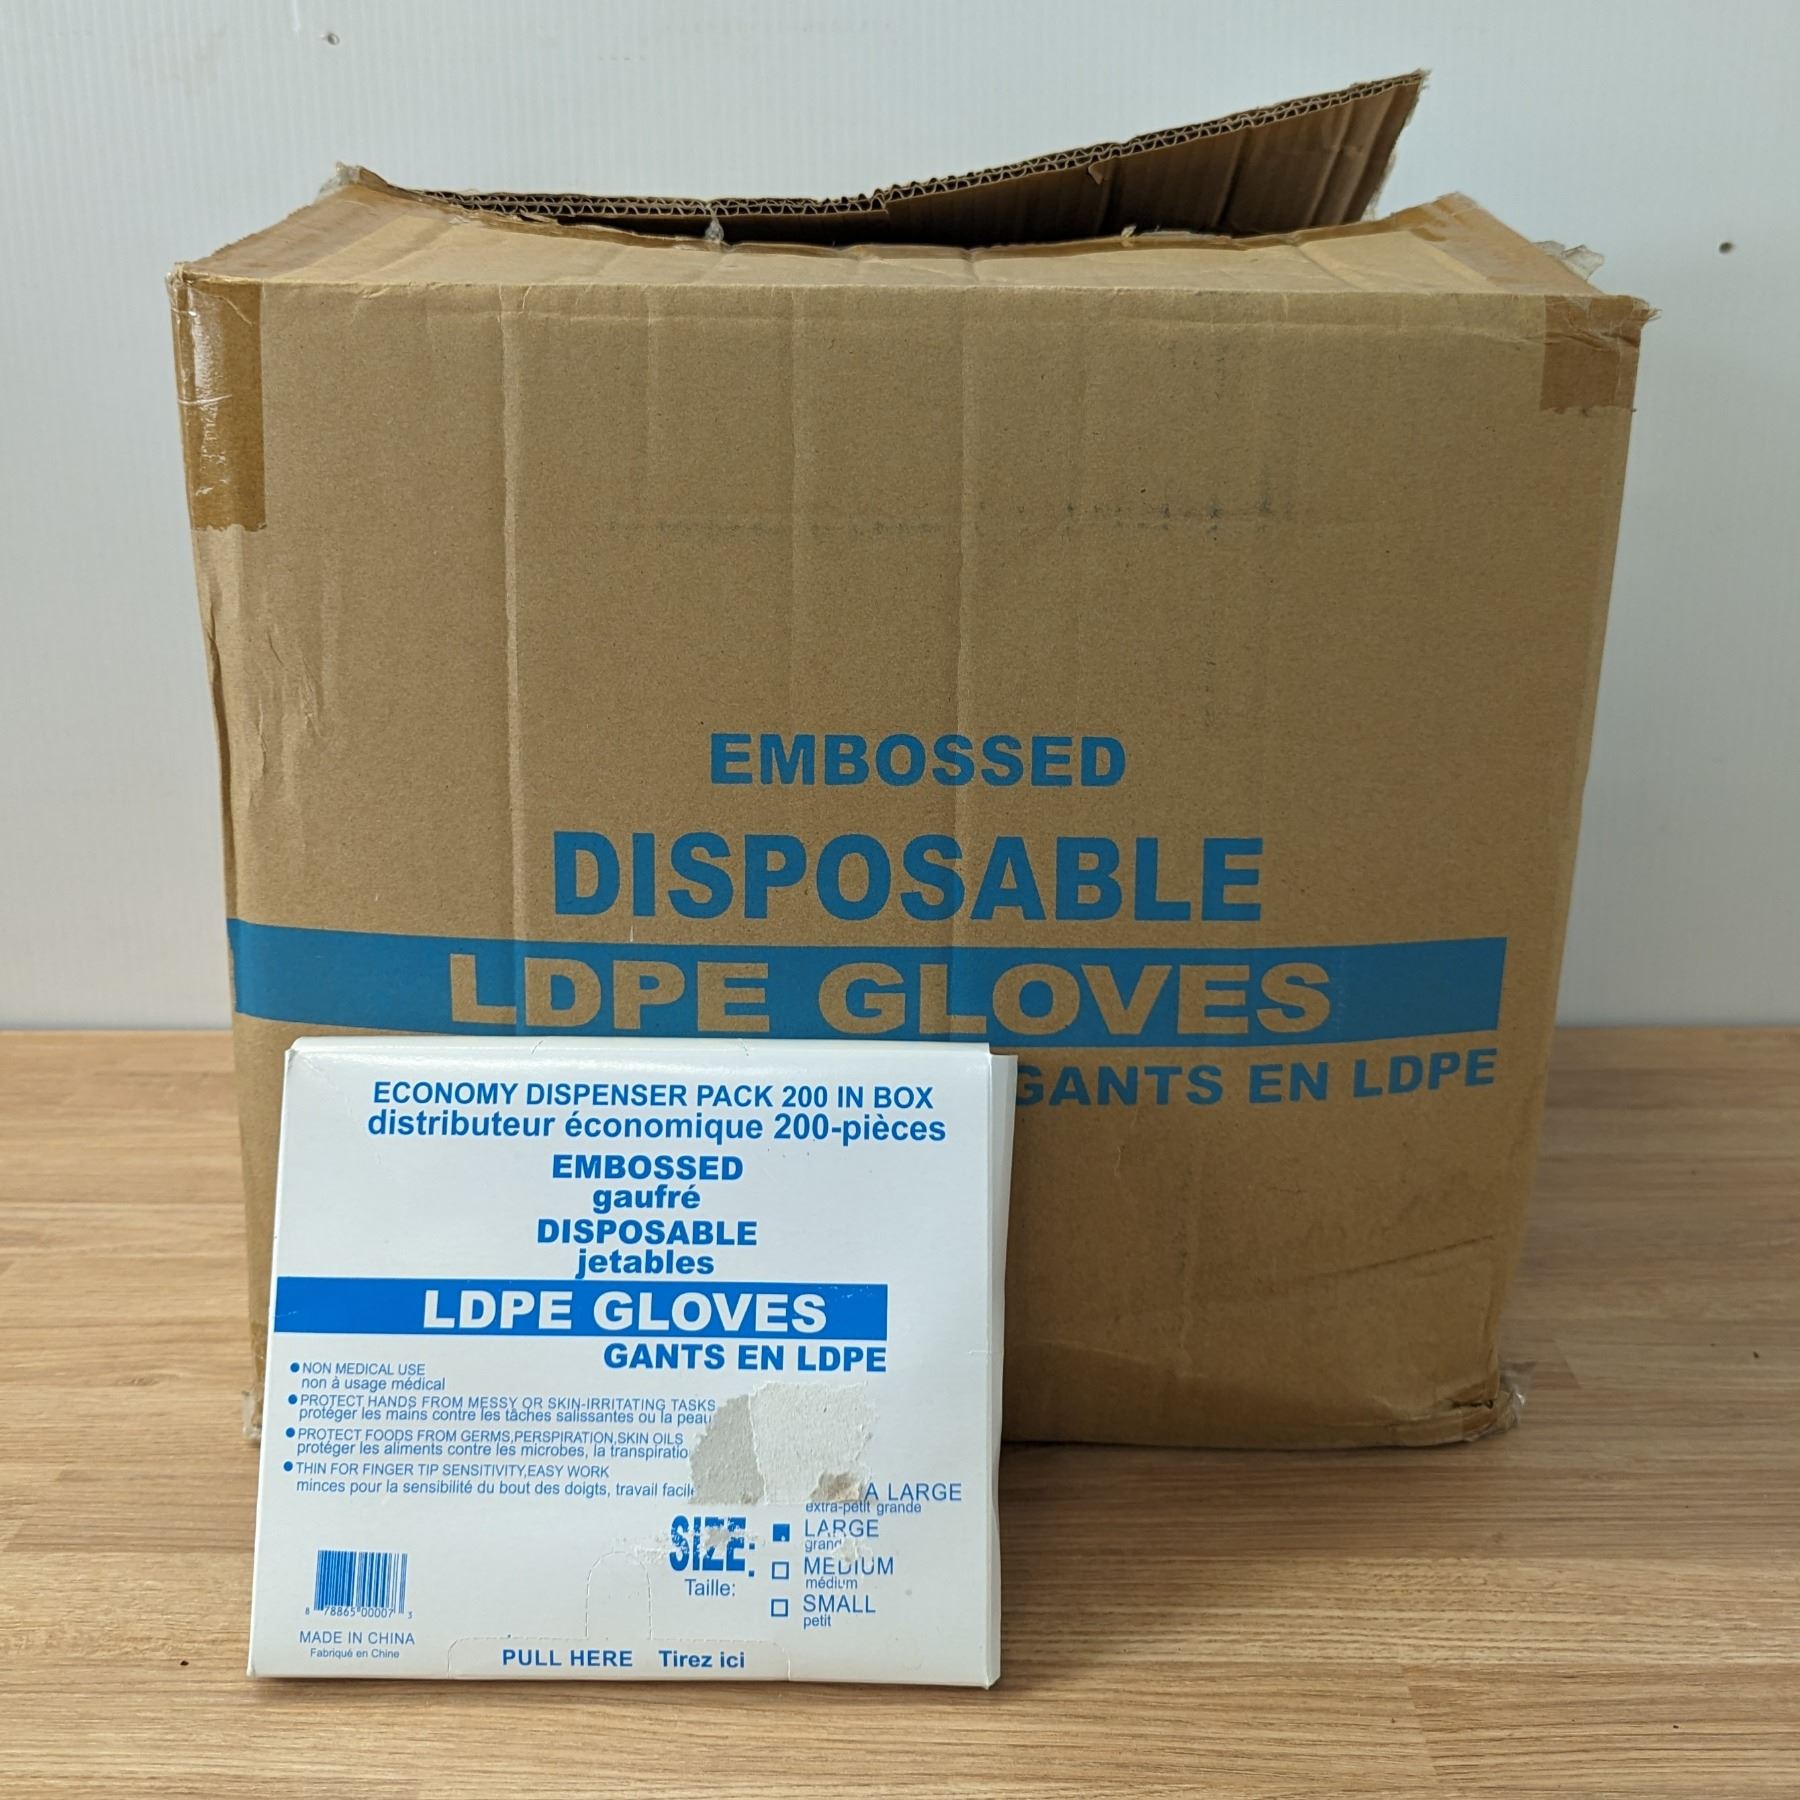 EMBOSSED
DISPOSABLE
LDPE GLOVES
GANTS EN LDPE
ECONOMY DISPENSER PACK 200 IN BOX
distributeur économique 200-pièces
EMBOSSED
gaufré
DISPOSABLE
jetables
LDPE GLOVES
GANTS EN LDPE
● NON MEDICAL USE
non à usage médical
● PROTECT HANDS FROM MESSY OR SKIN-IRRITATING TASKS
protéger les mains contre les tâches salissantes ou la peau
● PROTECT FOODS FROM GERMS,PERSPIRATION,SKIN OILS
protéger les aliments contre les microbes, la
● THIN FOR FINGER TIP SENSITIVITY,EASY WORK
minces pour la sensibilité du bout des doigts, travail
A LARGE
extra-petit grande
SIZE:
Taille:
LARGE
grand
MEDIUM
médium
SMALL
petit
8 78865 00007 3
MADE IN CHINA
Fabriqué en Chine
PULL HERE Tirez ici